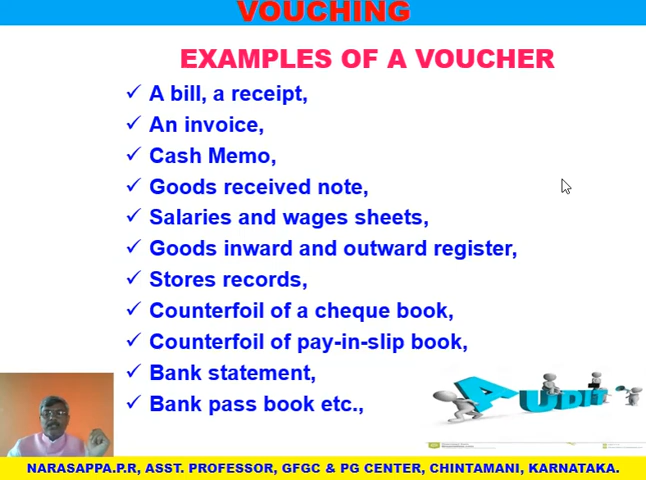 VOUCHING
EXAMPLES OF A VOUCHER
✓ A bill, a receipt,
✓ An invoice,
✓ Cash Memo,
✓ Goods received note,
✓ Salaries and wages sheets,
✓ Goods inward and outward register,
✓ Stores records,
✓ Counterfoil of a cheque book,
✓ Counterfoil of pay-in-slip book,
✓ Bank statement,
✓ Bank pass book etc.,
AUDIT
NARASAPPA.P.R, ASST. PROFESSOR, GFGC & PG CENTER, CHINTAMANI, KARNATAKA.